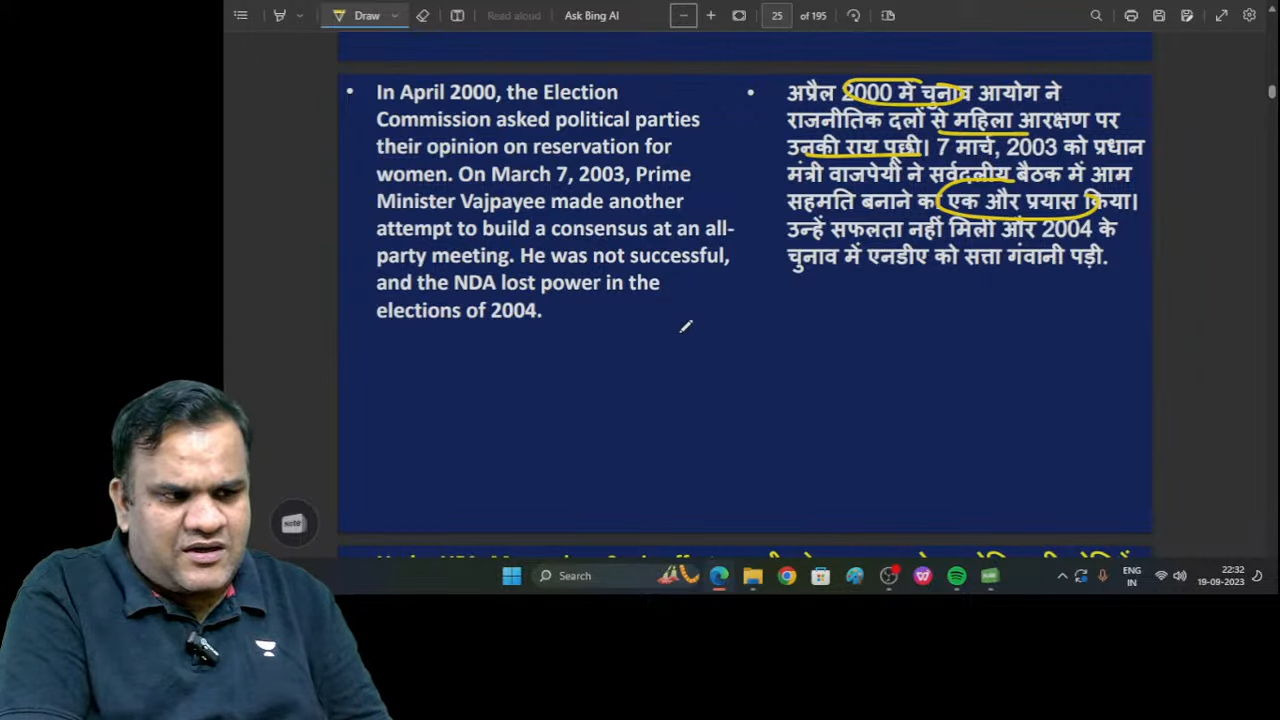 Draw
Read aloud
Ask Bing AI
25
of 195
In April 2000, the Election
Commission asked political parties
their opinion on reservation for
women. On March 7, 2003, Prime
Minister Vajpayee made another
attempt to build a consensus at an all-
party meeting. He was not successful,
and the NDA lost power in the
elections of 2004.
अप्रैल 2000 में चुनाव आयोग ने
राजनीतिक दलों से महिला आरक्षण पर
उनकी राय पूछी। 7 मार्च, 2003 को प्रधान
मंत्री वाजपेयी ने सर्वदलीय बैठक में आम
सहमति बनाने का एक और प्रयास किया।
उन्हें सफलता नहीं मिली और 2004 के
चुनाव में एनडीए को सत्ता गंवानी पड़ी.
Note
Search
ENG
IN
22:32
19-09-2023